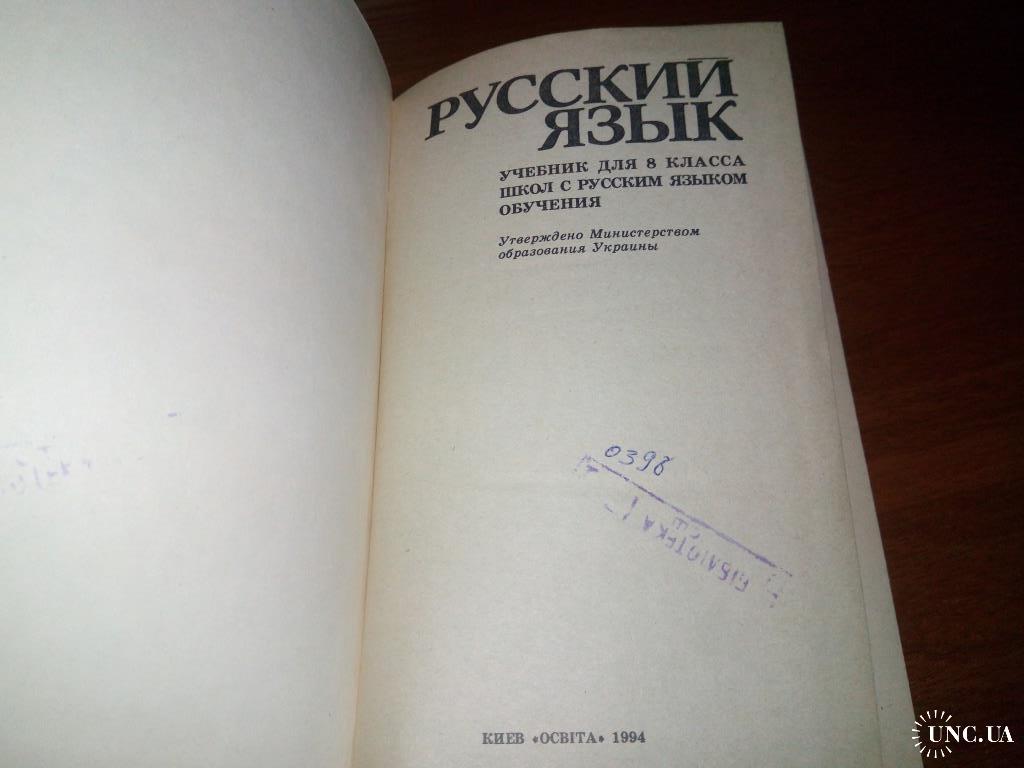 РУССКИЙ
ЯЗЫК
УЧЕБНИК ДЛЯ 8 КЛАССА
ШКОЛ С РУССКИМ ЯЗЫКОМ
ОБУЧЕНИЯ
Утверждено Министерством
образования Украины
0398
БІБЛІОТЕКА
КИЕВ «ОСВІТА» 1994
UNC.UA